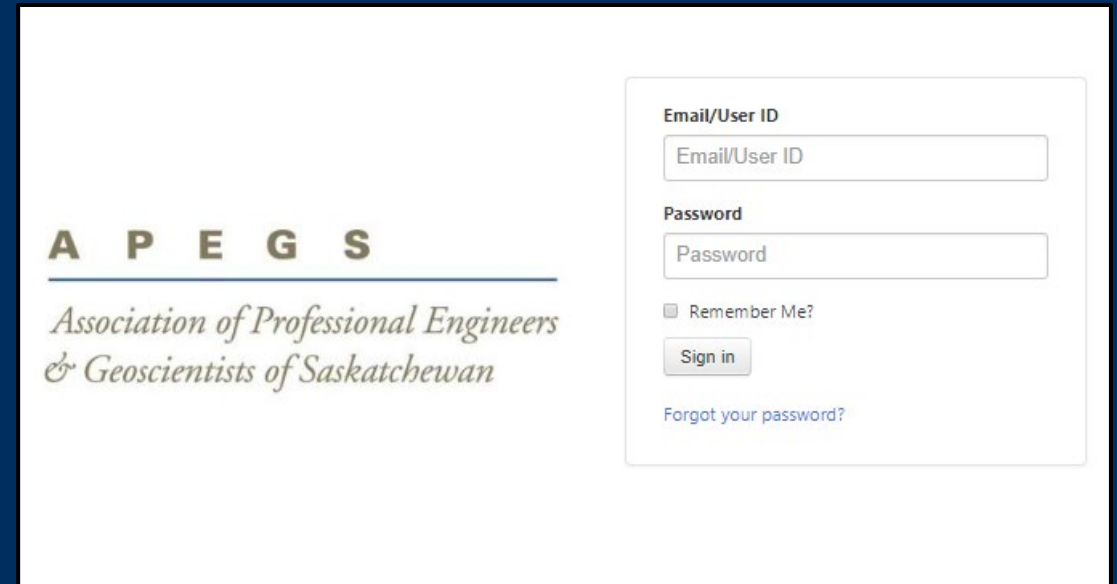 A P E G S
Association of Professional Engineers
& Geoscientists of Saskatchewan
Email/User ID
Email/User ID
Password
Password
Remember Me?
Sign in
Forgot your password?